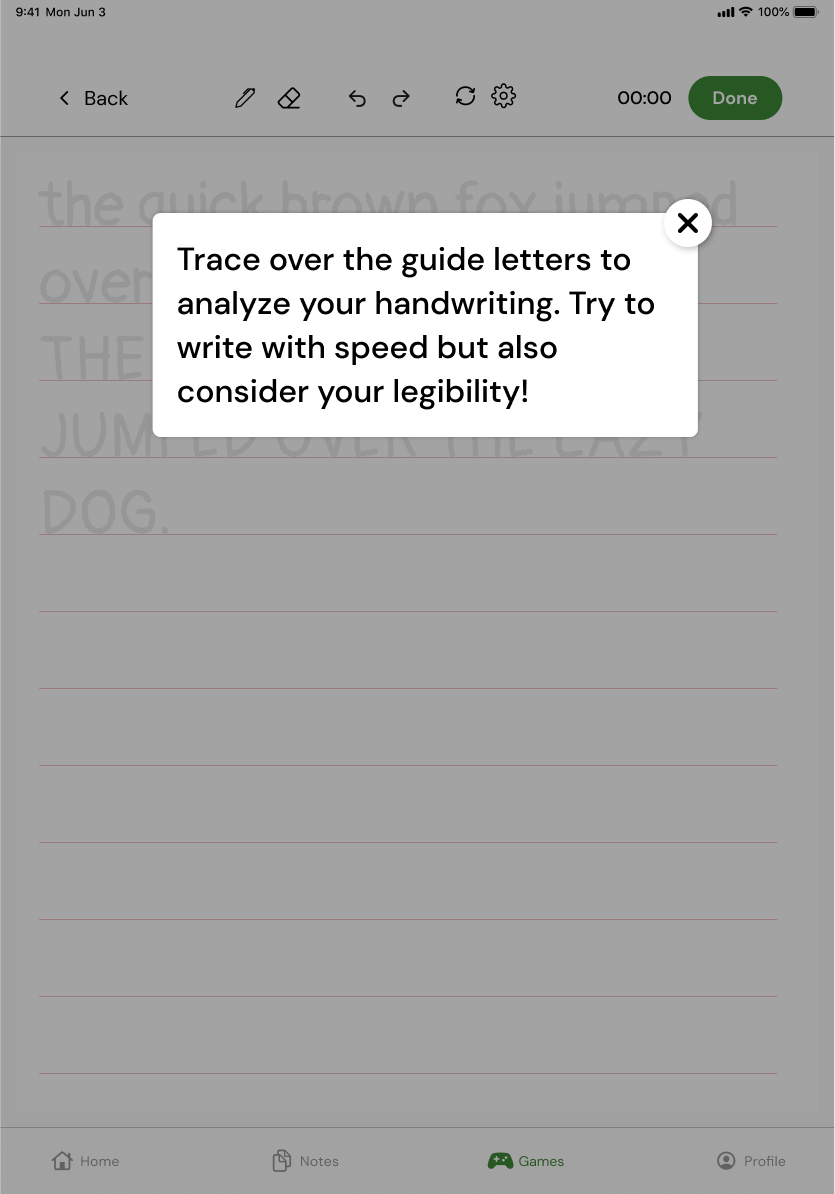 9:41 Mon Jun 3 100%
Back 00:00 Done
the quick brown fox jumped
over
THE
Trace over the guide letters to
analyze your handwriting. Try to
write with speed but also
consider your legibility!
JUMPED OVER THE LAZY
DOG.
Home Notes Games Profile